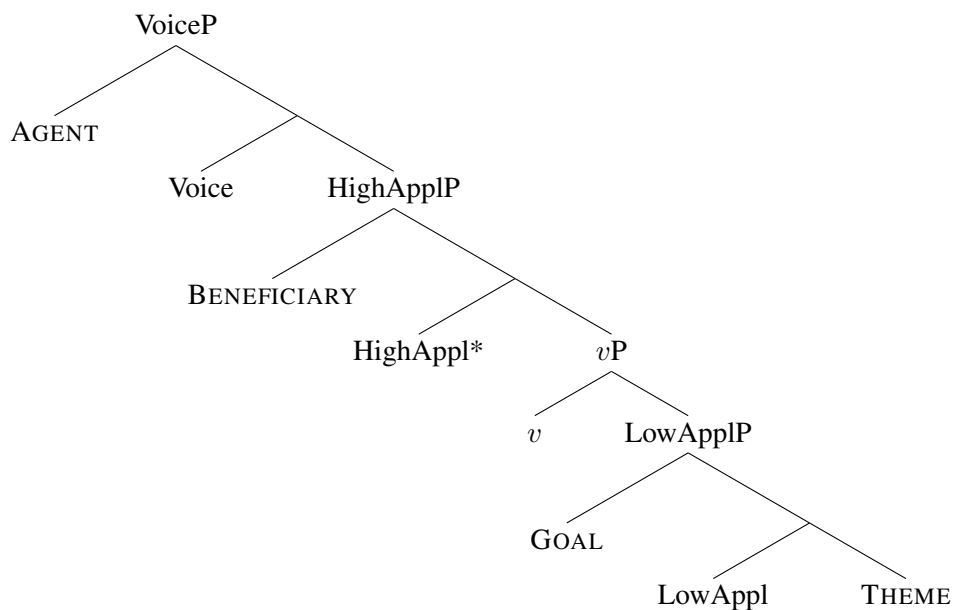 VoiceP
AGENT
Voice HighApplP
BENEFICIARY
HighAppl* vP
v LowApplP
GOAL
LowAppl THEME